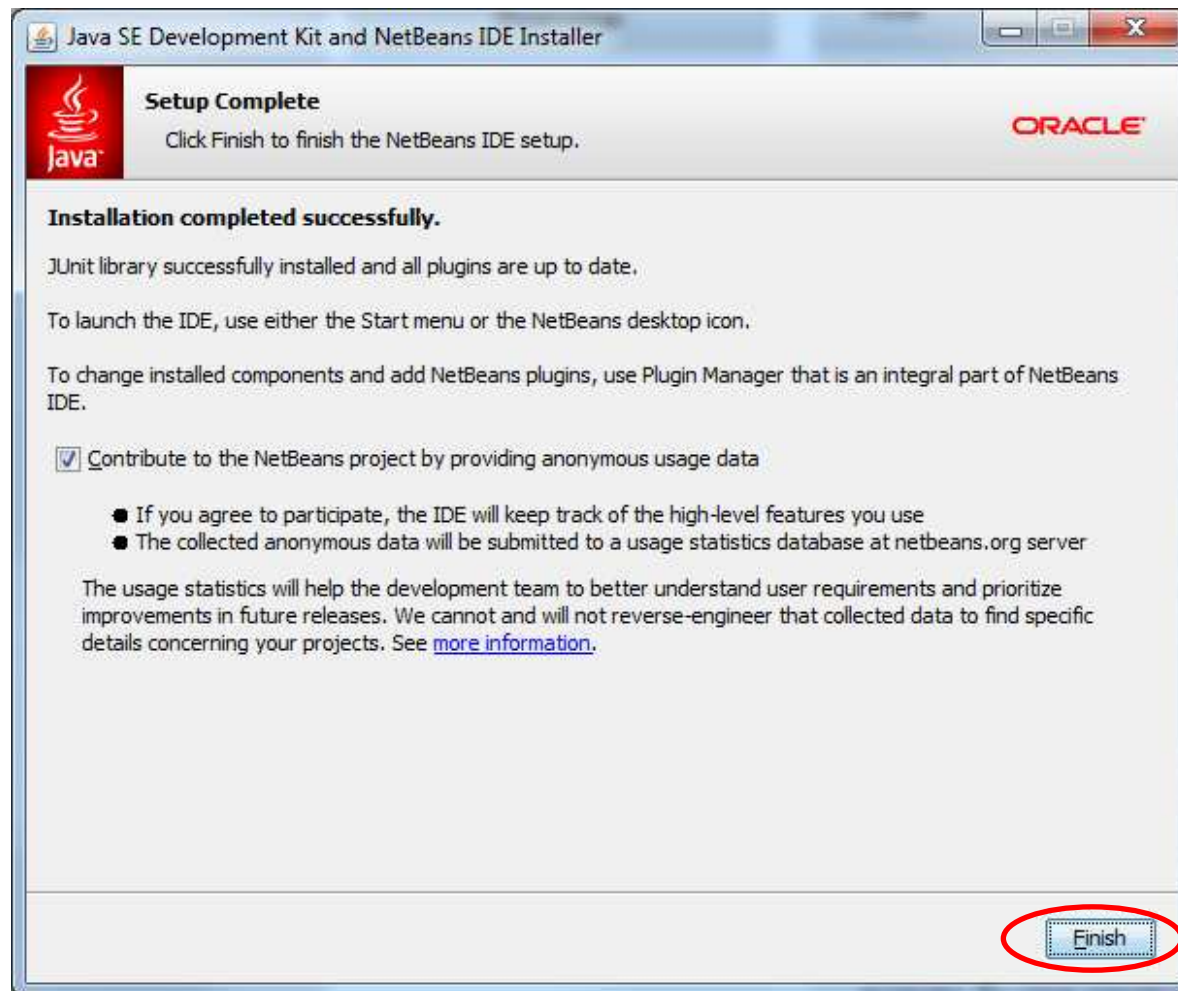 Java SE Development Kit and NetBeans IDE Installer
Java
Setup Complete
Click Finish to finish the NetBeans IDE setup.
ORACLE
Installation completed successfully.
JUnit library successfully installed and all plugins are up to date.
To launch the IDE, use either the Start menu or the NetBeans desktop icon.
To change installed components and add NetBeans plugins, use Plugin Manager that is an integral part of NetBeans
IDE.
Contribute to the NetBeans project by providing anonymous usage data
● If you agree to participate, the IDE will keep track of the high-level features you use
● The collected anonymous data will be submitted to a usage statistics database at netbeans.org server
The usage statistics will help the development team to better understand user requirements and prioritize
improvements in future releases. We cannot and will not reverse-engineer that collected data to find specific
details concerning your projects. See more information.
Finish